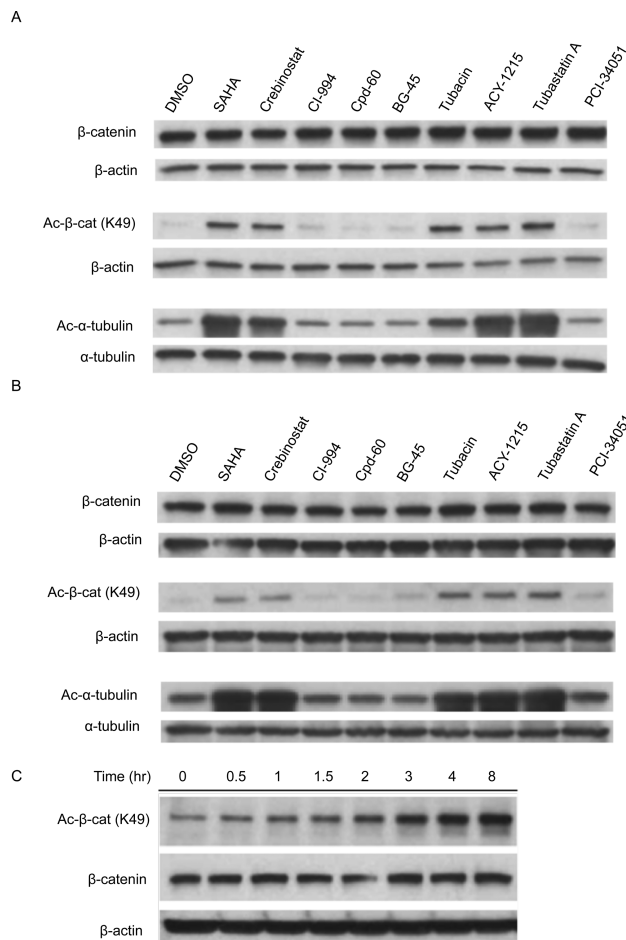 A
DMSO SAHA Crebinostat CI-994 Cpd-60 BG-45 Tubacin ACY-1215 Tubastatin A PCI-34051
β-catenin
β-actin
Ac-β-cat (K49)
β-actin
Ac-α-tubulin
α-tubulin
B
DMSO SAHA Crebinostat CI-994 Cpd-60 BG-45 Tubacin ACY-1215 Tubastatin A PCI-34051
β-catenin
β-actin
Ac-β-cat (K49)
β-actin
Ac-α-tubulin
α-tubulin
C Time (hr) 0 0.5 1 1.5 2 3 4 8
Ac-β-cat (K49)
β-catenin
β-actin